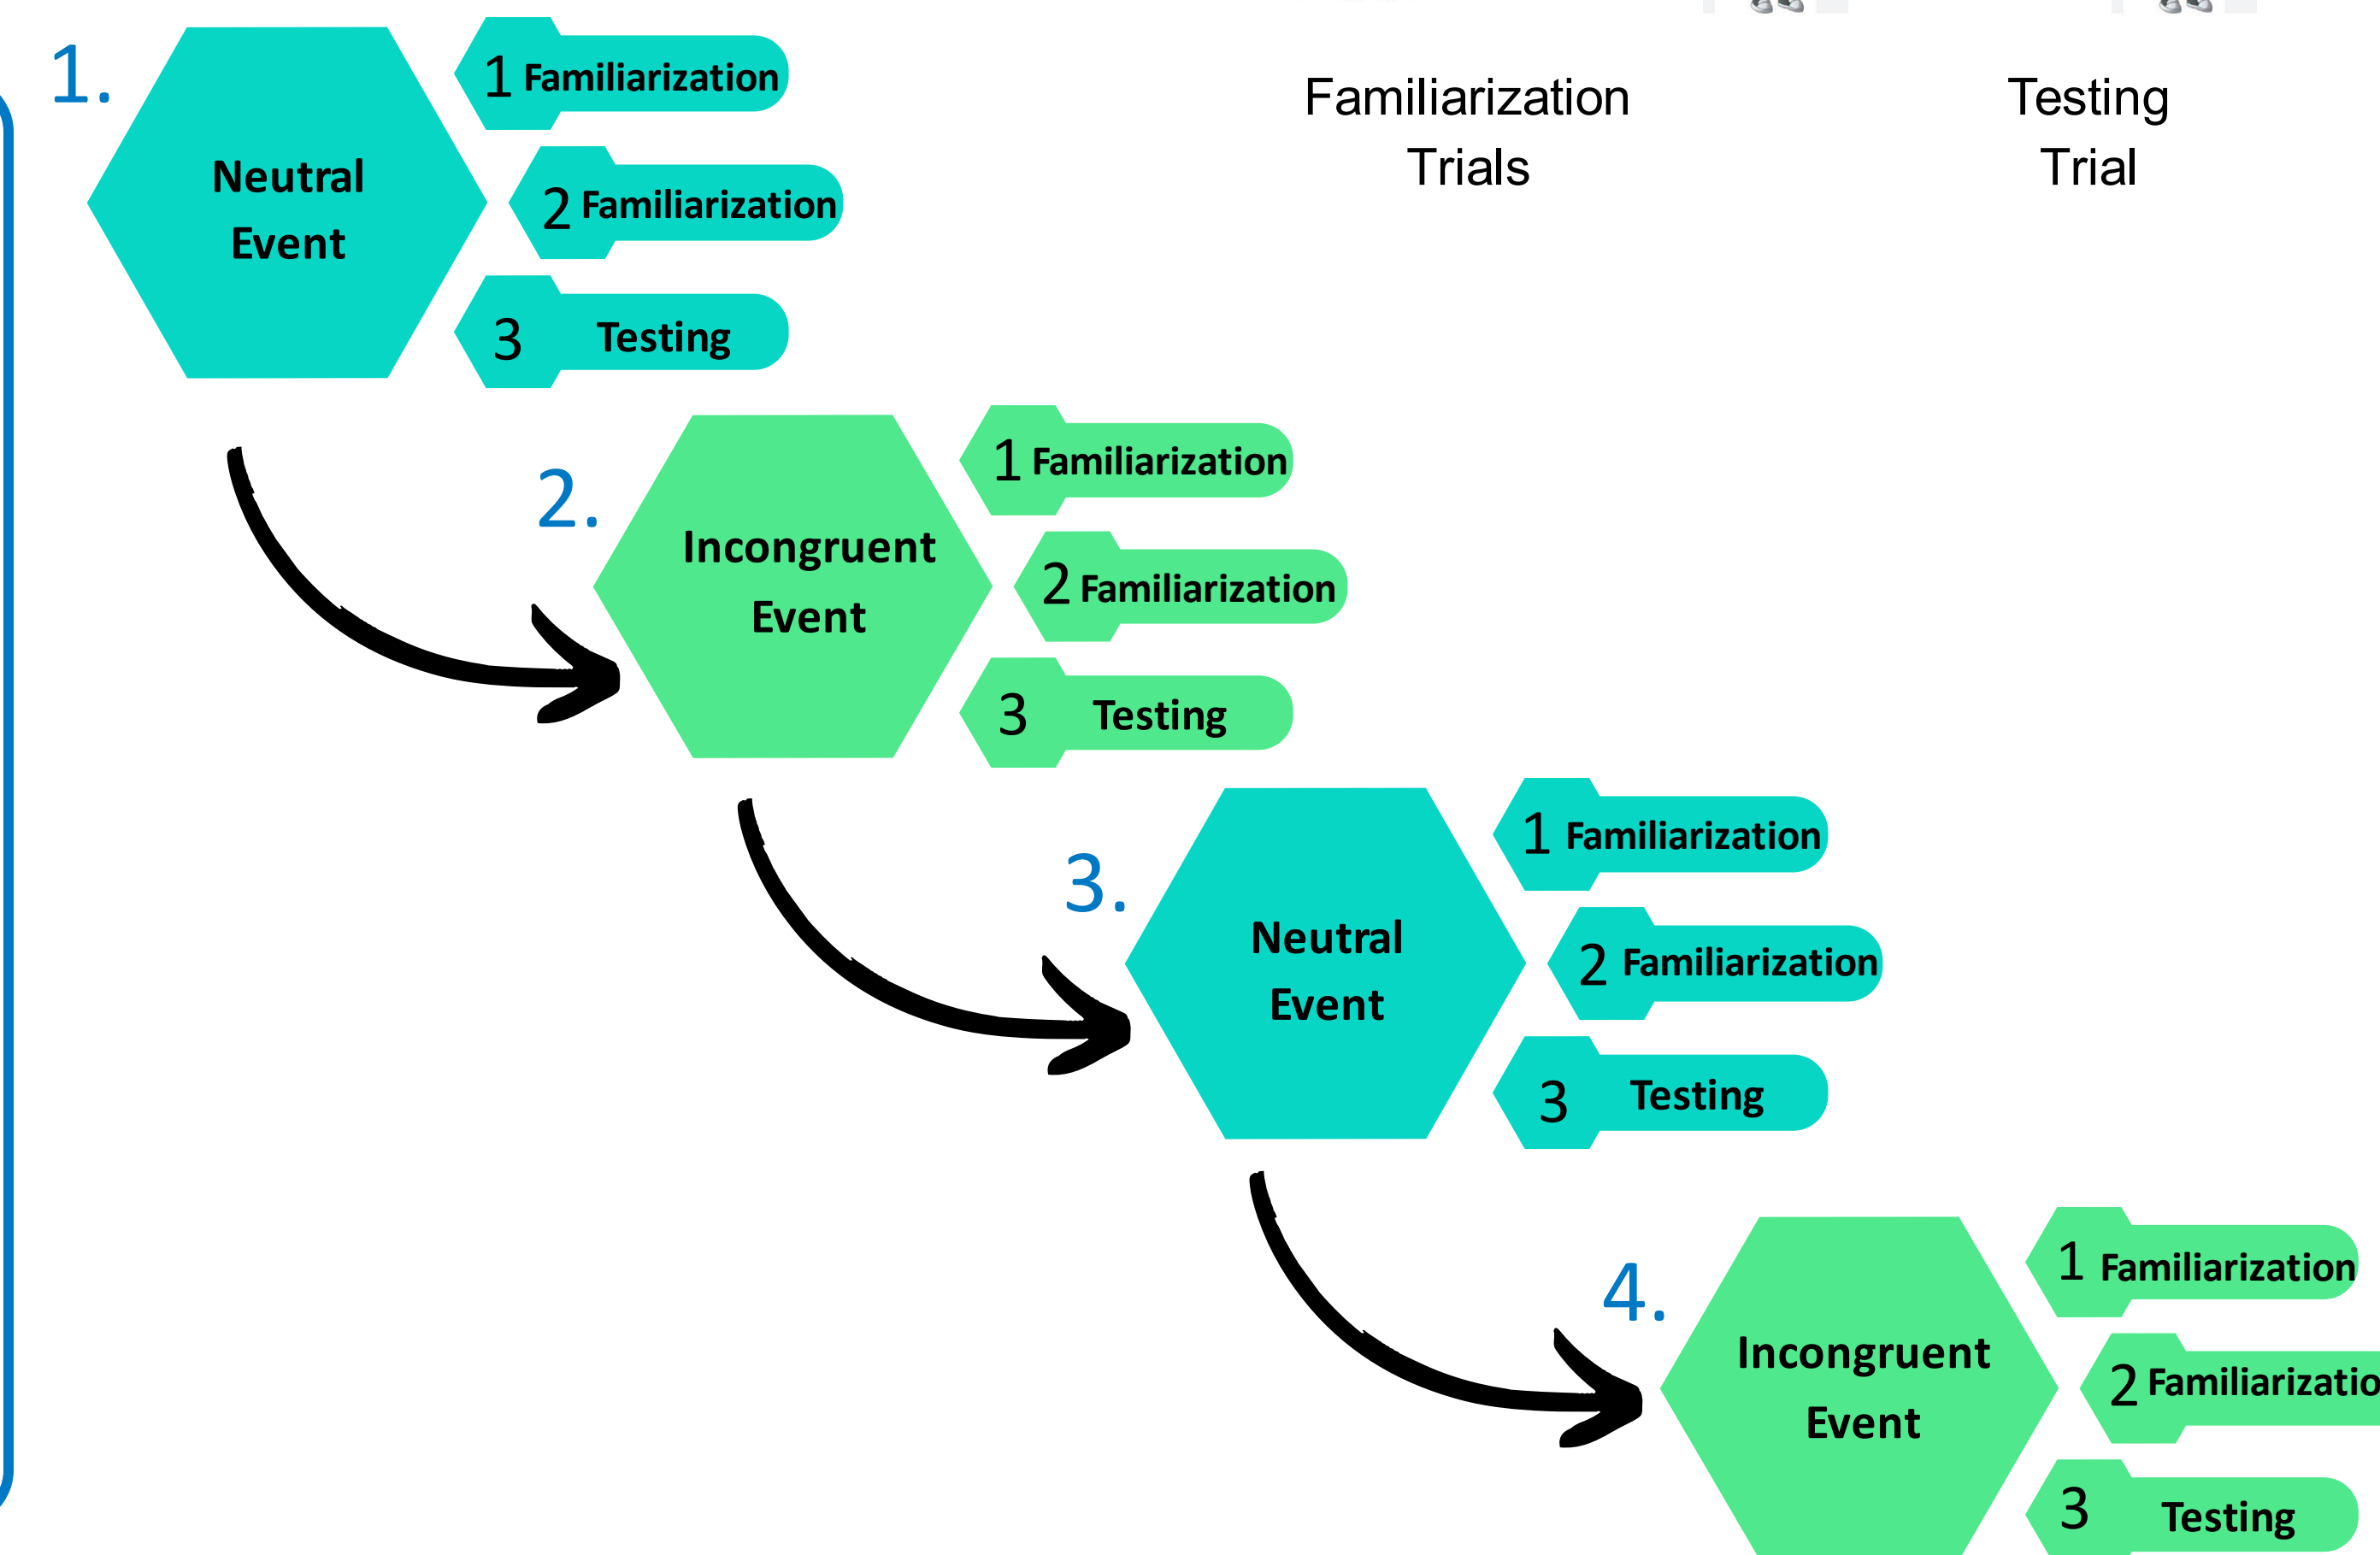 1.
Neutral
Event
1 Familiarization
2 Familiarization
3 Testing
Familiarization
Trials
Testing
Trial
2.
Incongruent
Event
1 Familiarization
2 Familiarization
3 Testing
3.
Neutral
Event
1 Familiarization
2 Familiarization
3 Testing
4.
Incongruent
Event
1 Familiarization
2 Familiarizatio
3 Testing